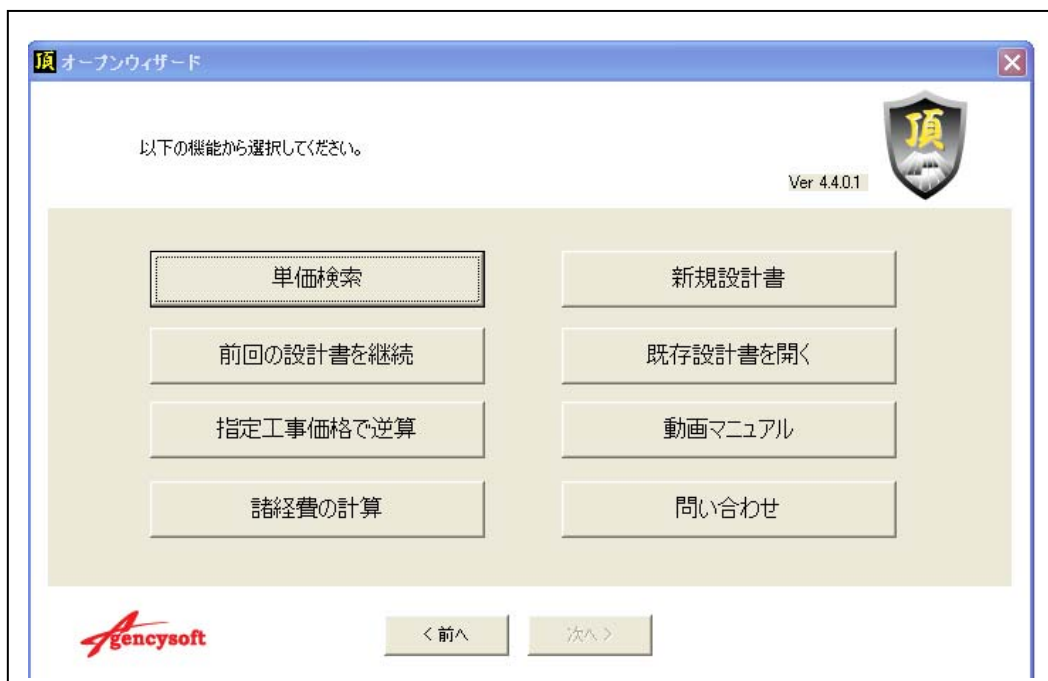 頂 オープンウィザード
以下の機能から選択してください。
頂
Ver 4.4.0.1
単価検索
新規設計書
前回の設計書を継続
既存設計書を開く
指定工事価格で逆算
動画マニュアル
諸経費の計算
問い合わせ
Agencysoft
< 前へ
次へ >